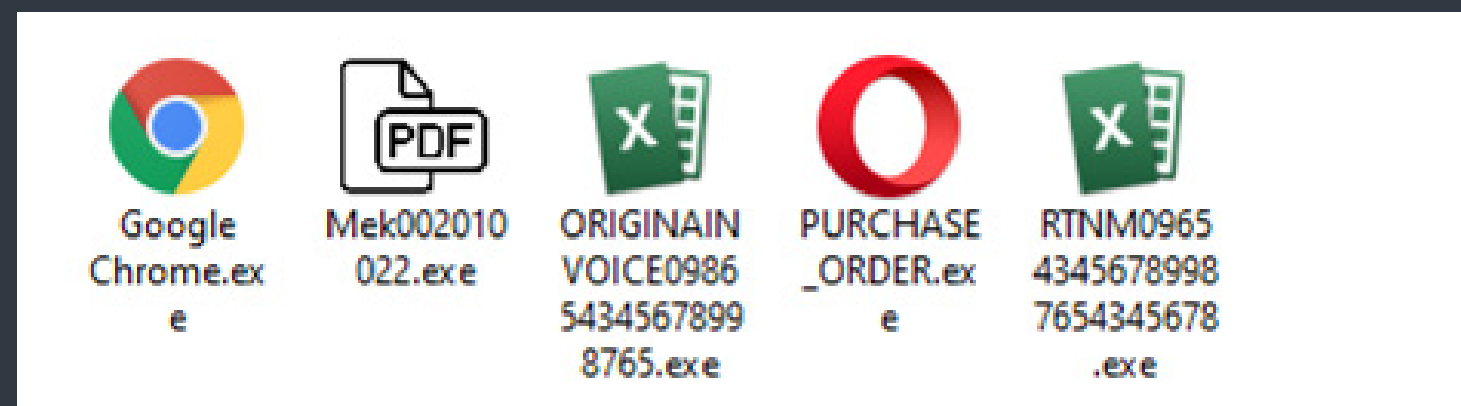 PDF
X
X
Google
Chrome.ex
e
Mek002010
022.exe
ORIGINAIN
VOICE0986
5434567899
8765.exe
PURCHASE
_ORDER.ex
e
RTNM0965
4345678998
7654345678
.exe